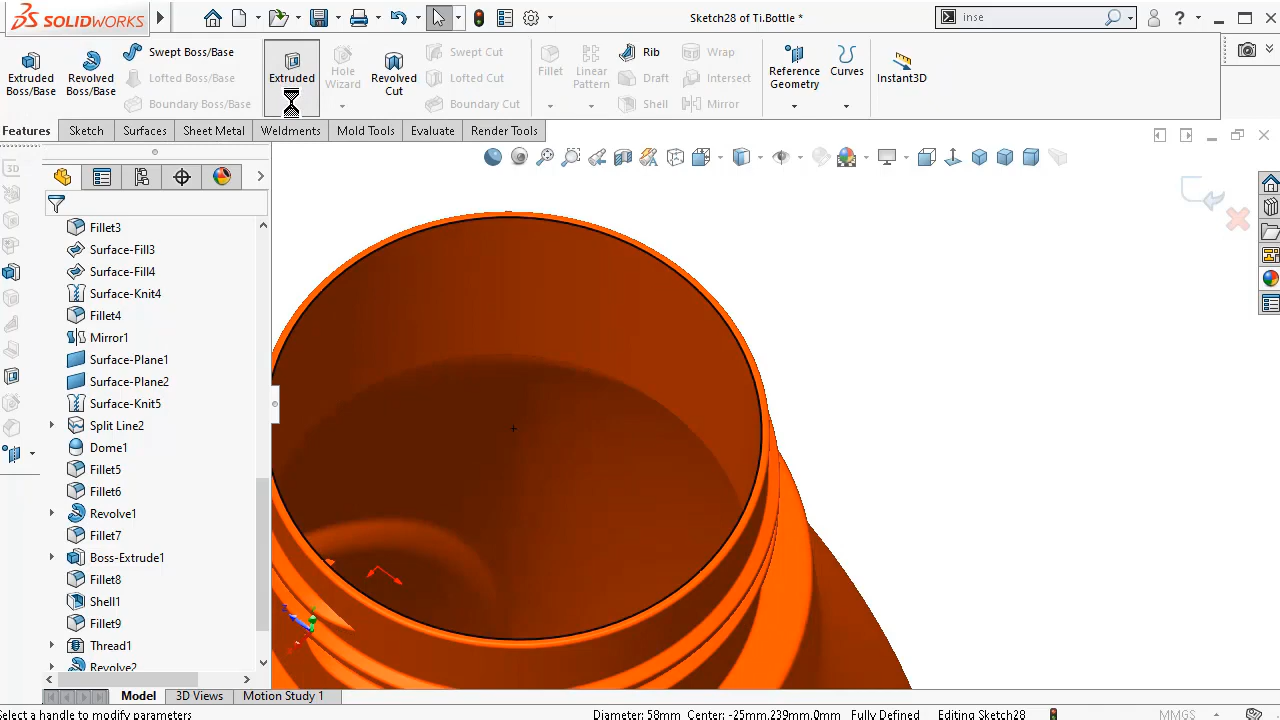 SOLIDWORKS
Sketch23 of Ti.Bottle *
inse
?
Extruded Boss/Base
Revolved Boss/Base
Swept Boss/Base
Lofted Boss/Base
Boundary Boss/Base
Extruded
Hole Wizard
Revolved Cut
Swept Cut
Lofted Cut
Boundary Cut
Fillet
Linear Pattern
Rib
Draft
Shell
Wrap
Intersect
Mirror
Reference Geometry
Curves
Instant3D
Features
Sketch
Surfaces
Sheet Metal
Weldments
Mold Tools
Evaluate
Render Tools
3D
Fillet3
Surface-Fill3
Surface-Fill4
Surface-Knit4
Fillet4
Mirror1
Surface-Plane1
Surface-Plane2
Surface-Knit5
Split Line2
Dome1
Fillet5
Fillet6
Revolve1
Fillet7
Boss-Extrude1
Fillet8
Shell1
Fillet9
Thread1
Revolve2
Model
3D Views
Motion Study 1
Select a handle to modify parameters
Diameter: 58mm Center: -25mm,239mm,0mm
Fully Defined
Editing Sketch28
MMGS